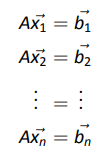 Ax⃗₁ = b⃗₁
Ax⃗₂ = b⃗₂
⋮ = ⋮
Ax⃗ₙ = b⃗ₙ